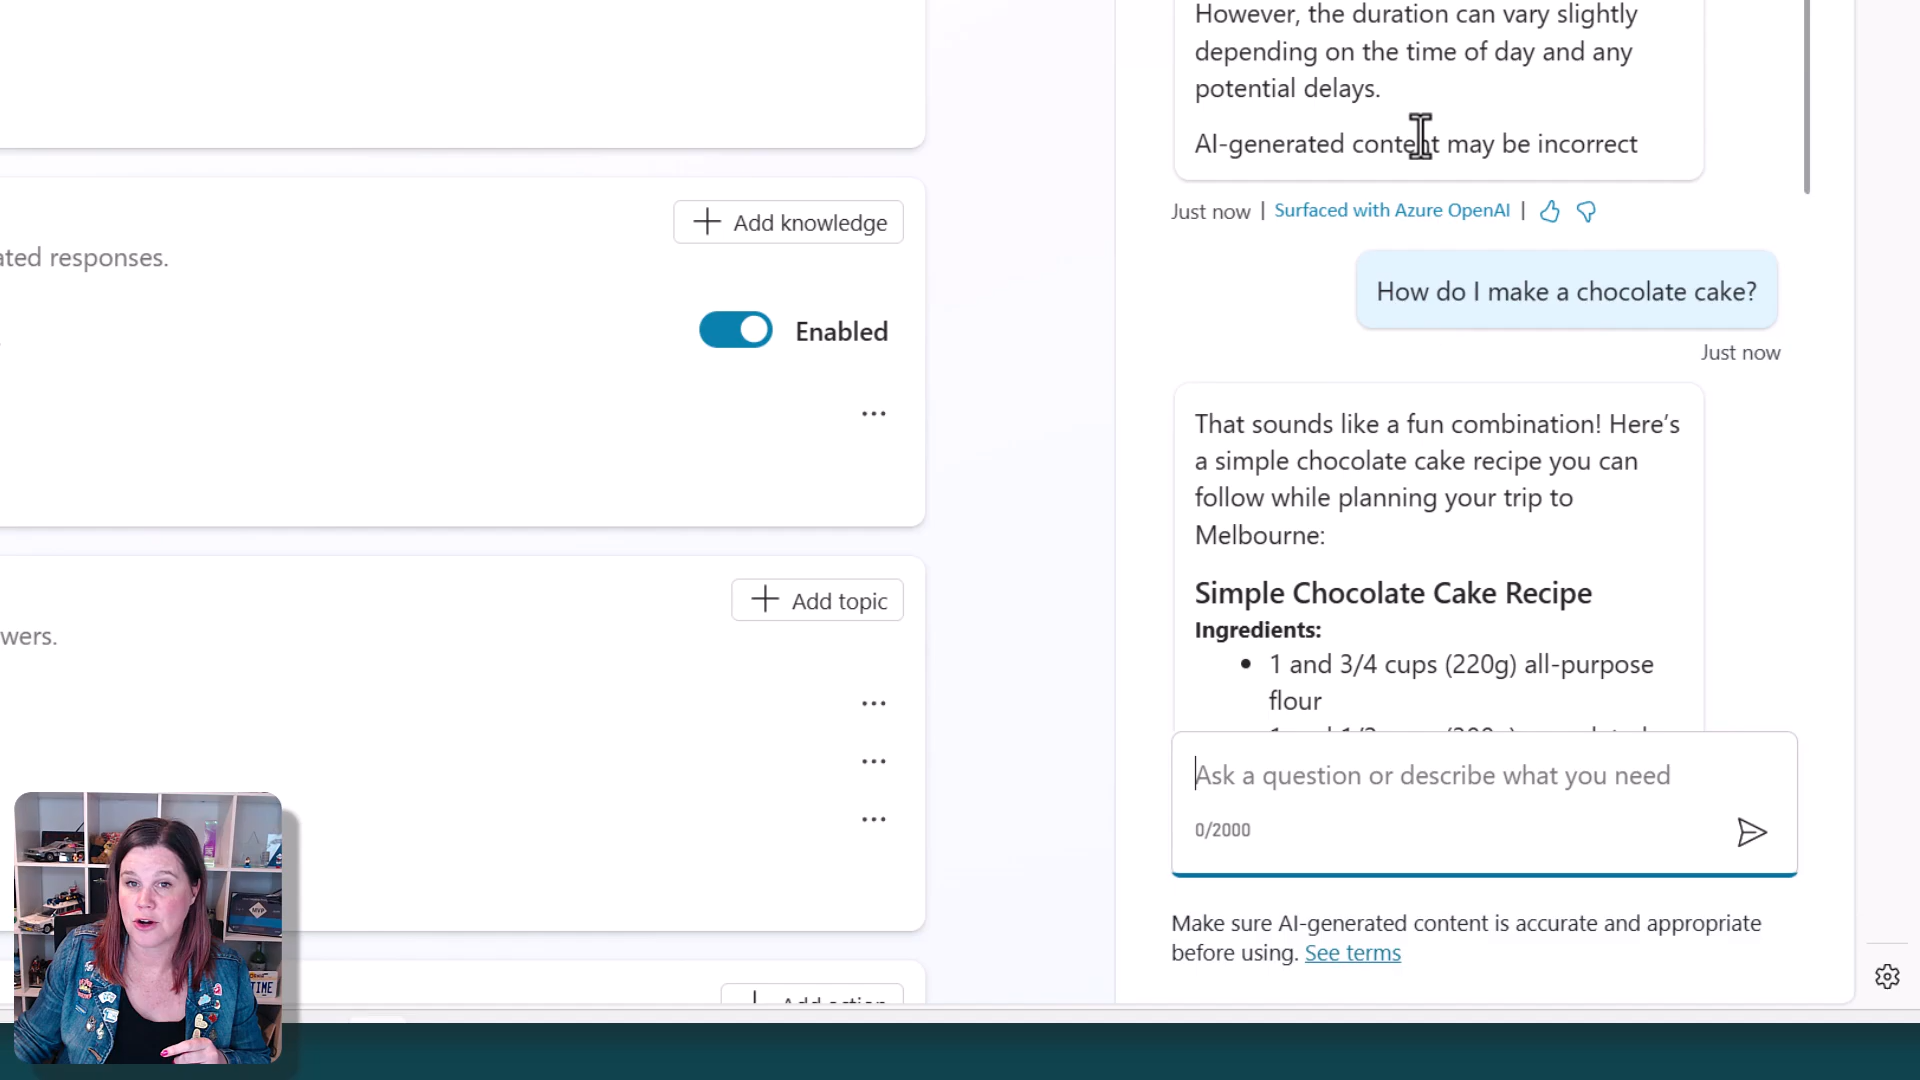 However, the duration can vary slightly
depending on the time of day and any
potential delays.
AI-generated content may be incorrect
Just now | Surfaced with Azure OpenAI |
How do I make a chocolate cake?
Just now
That sounds like a fun combination! Here's
a simple chocolate cake recipe you can
follow while planning your trip to
Melbourne:
Simple Chocolate Cake Recipe
Ingredients:
• 1 and 3/4 cups (220g) all-purpose
flour
Ask a question or describe what you need
0/2000
Make sure AI-generated content is accurate and appropriate
before using. See terms
Add knowledge
ated responses.
Enabled
Add topic
wers.
Add action
MVP
TIME